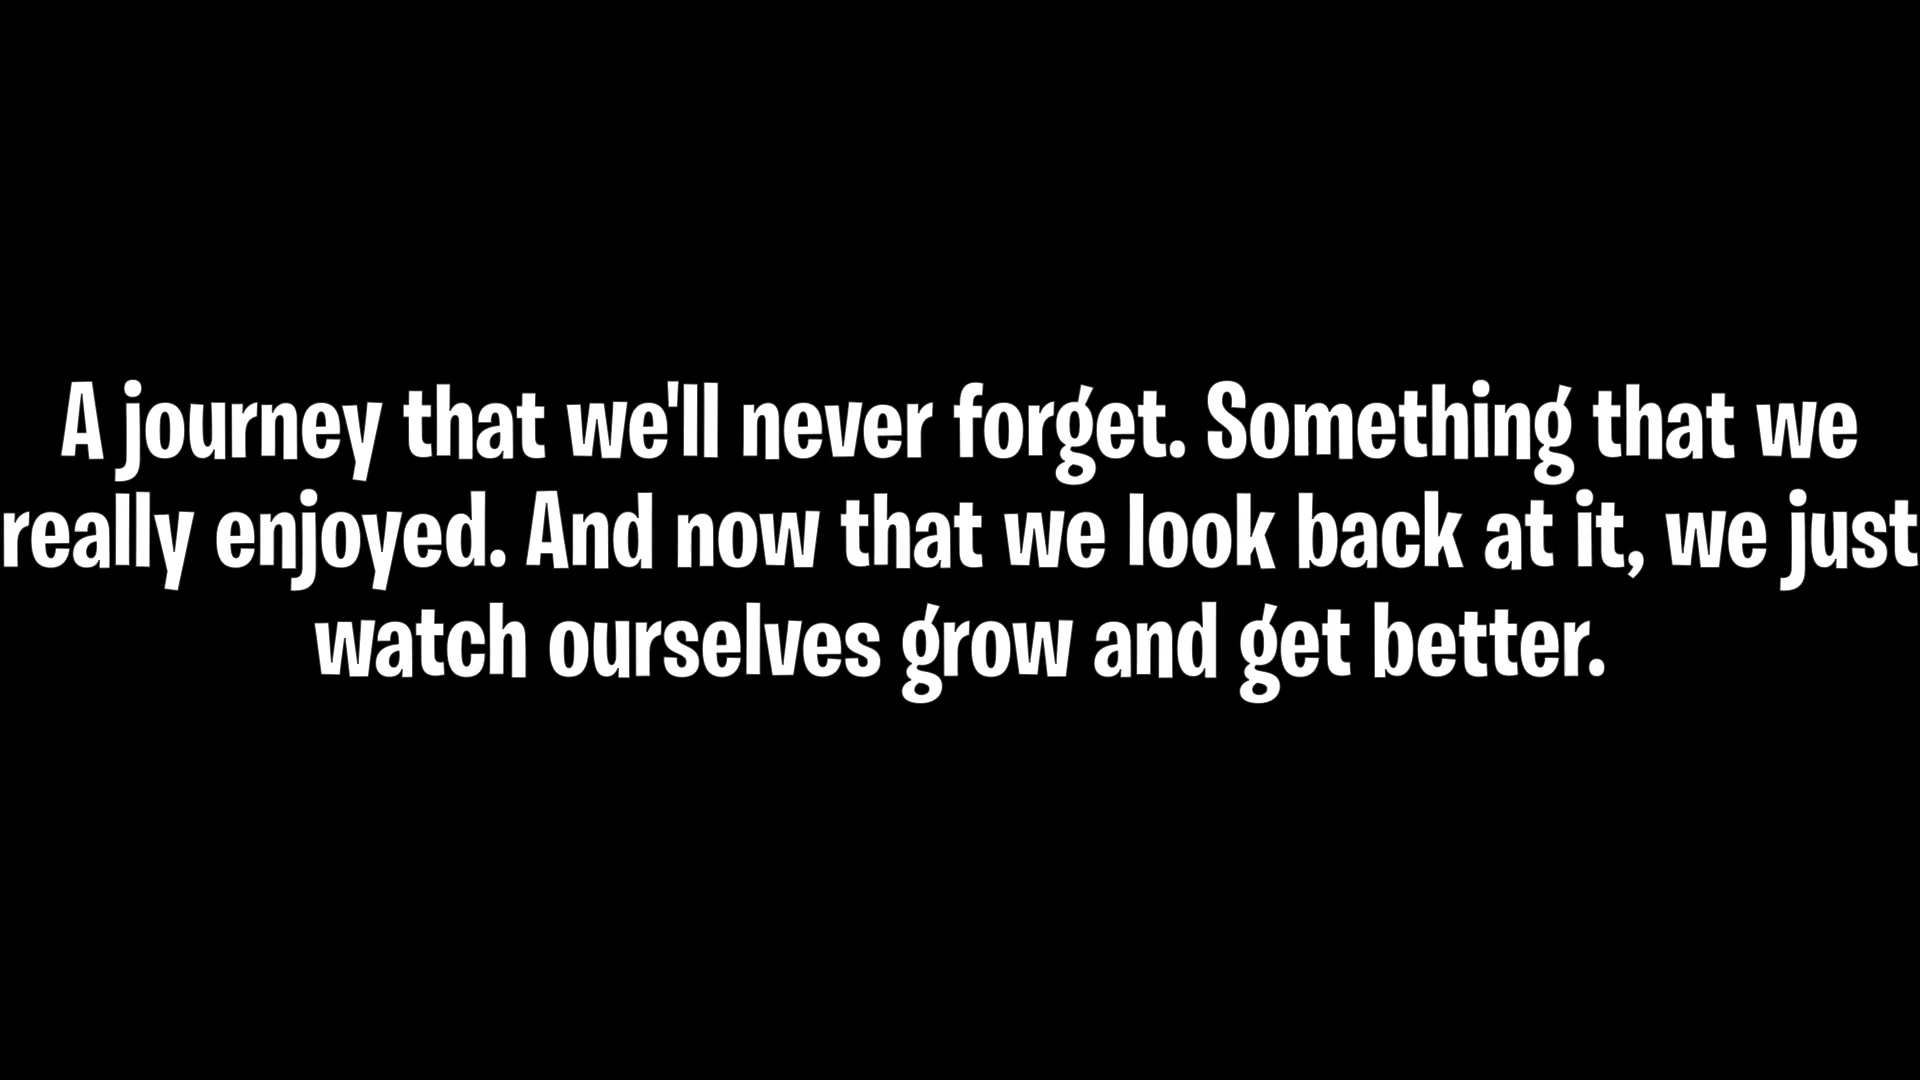 A journey that we'll never forget. Something that we
really enjoyed. And now that we look back at it, we just
watch ourselves grow and get better.